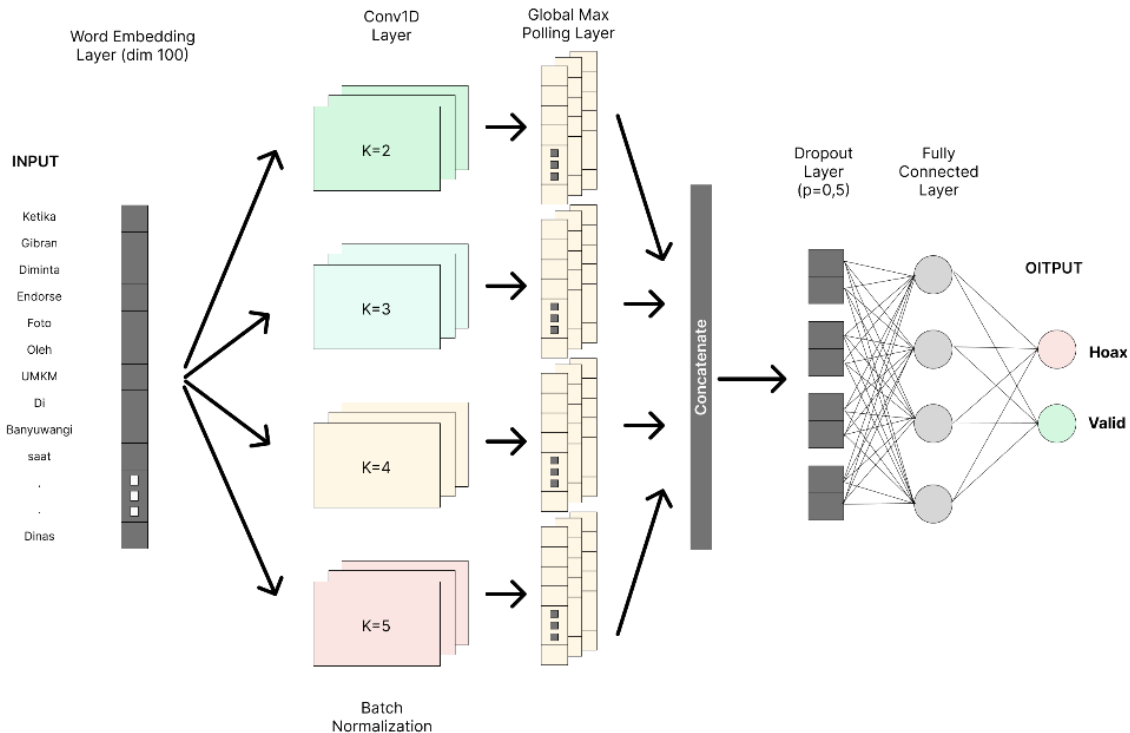 Word Embedding
Layer (dim 100)
Conv1D
Layer
Global Max
Polling Layer
INPUT
Ketika
Gibran
Diminta
Endorse
Foto
Oleh
UMKM
Di
Banyuwangi
saat
.
.
Dinas
K=2
K=3
K=4
K=5
Batch
Normalization
Concatenate
Dropout
Layer
(p=0,5)
Fully
Connected
Layer
OITPUT
Hoax
Valid